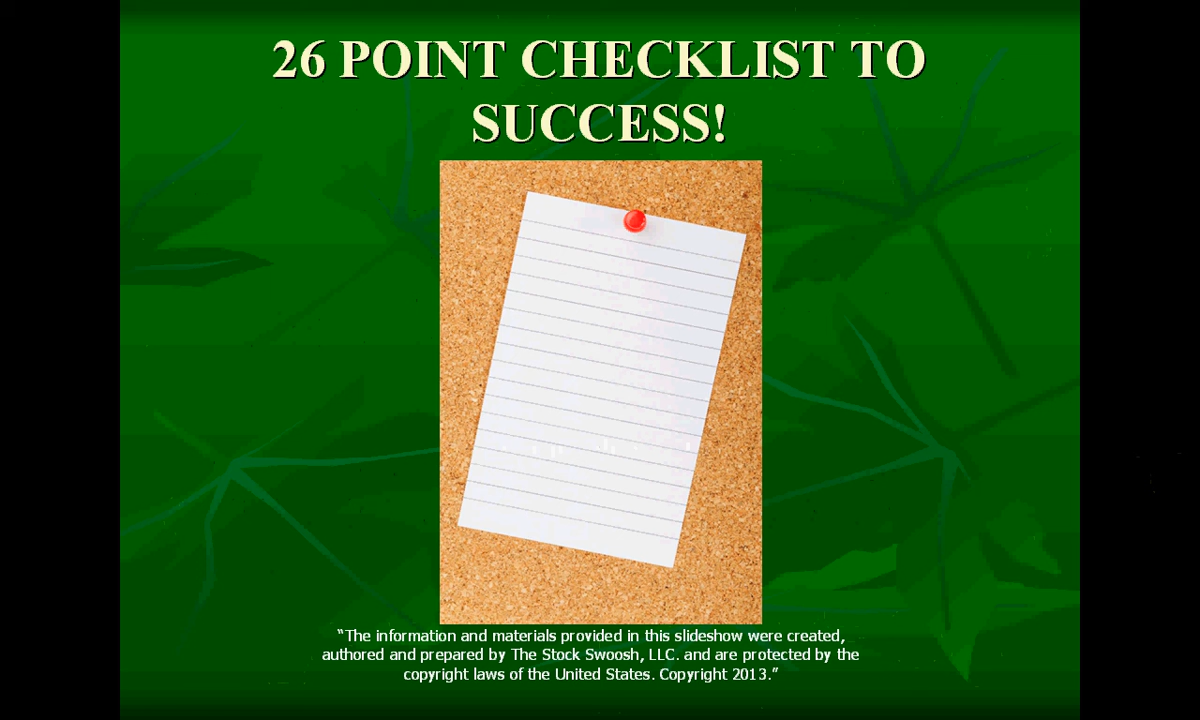 26 POINT CHECKLIST TO
SUCCESS!
“The information and materials provided in this slideshow were created,
authored and prepared by The Stock Swoosh, LLC. and are protected by the
copyright laws of the United States. Copyright 2013.”